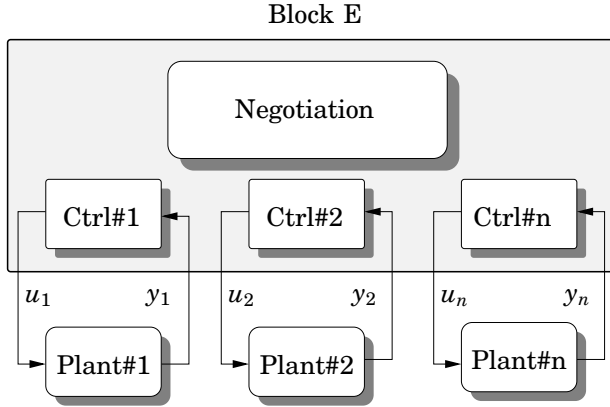 Block E
Negotiation
Ctrl#1 Ctrl#2 Ctrl#n
u1 y1 u2 y2 un yn
Plant#1 Plant#2 Plant#n